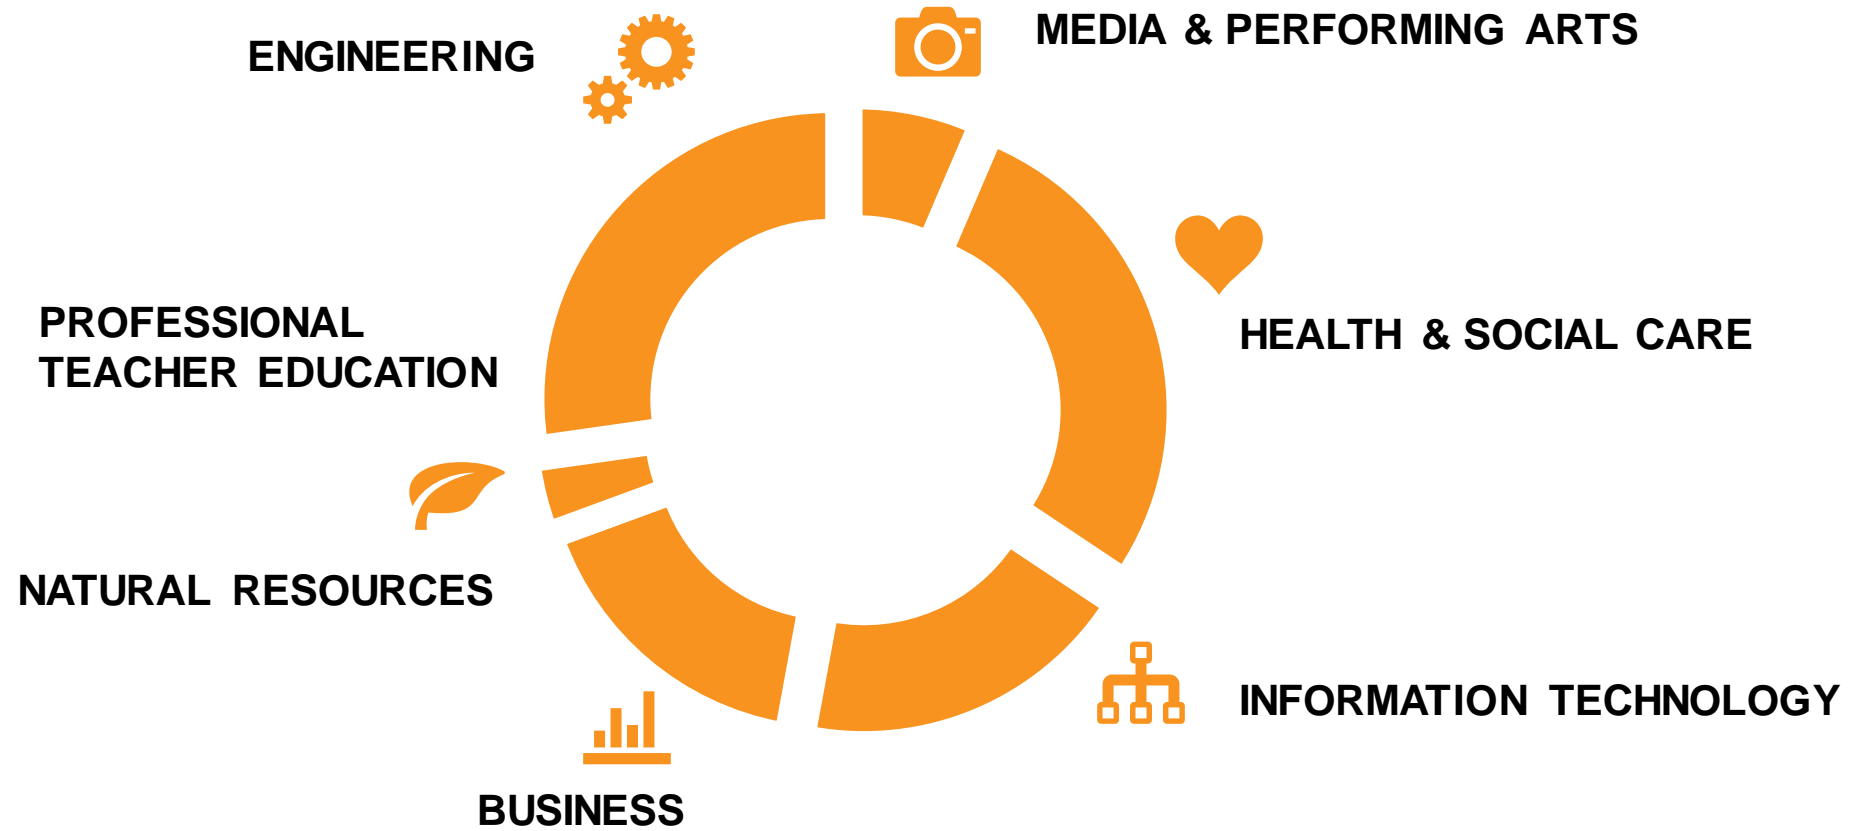 ENGINEERING
MEDIA & PERFORMING ARTS
PROFESSIONAL
TEACHER EDUCATION
HEALTH & SOCIAL CARE
NATURAL RESOURCES
INFORMATION TECHNOLOGY
BUSINESS